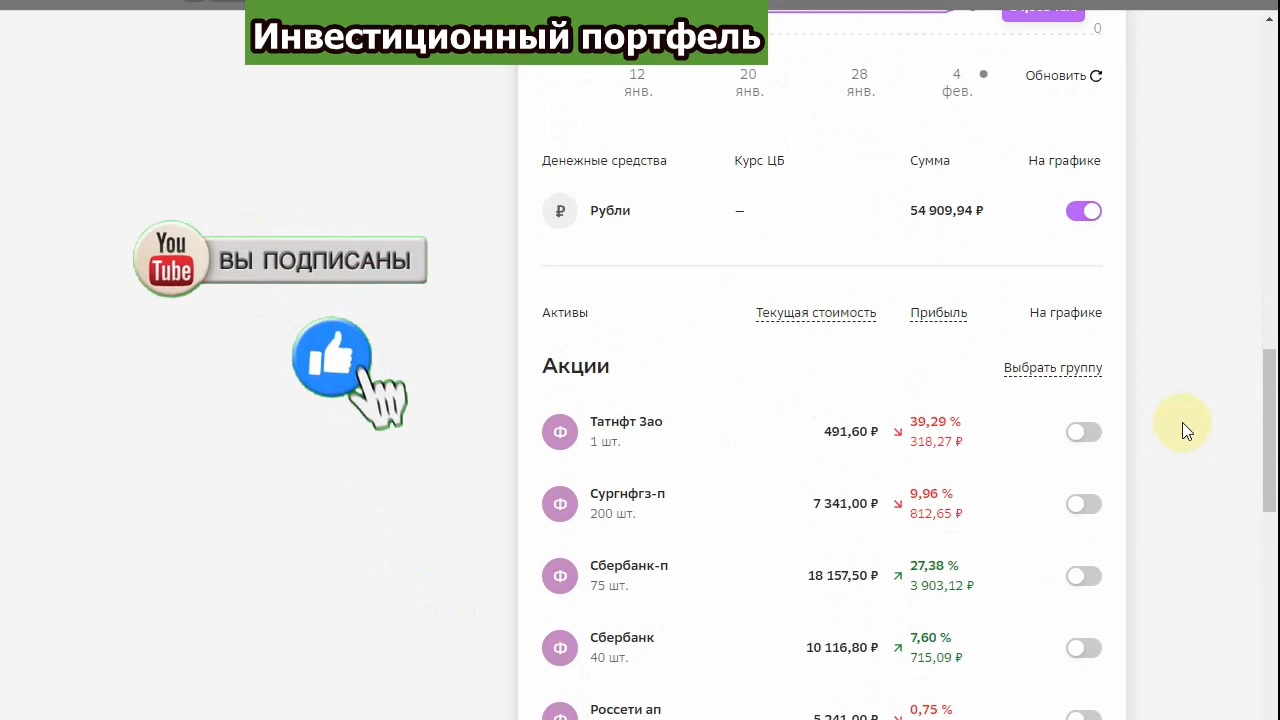 Инвестиционный портфель
0
12 янв.
20 янв.
28 янв.
4 фев.
Обновить
Денежные средства Курс ЦБ Сумма На графике
₽ Рубли — 54 909,94 ₽
You Tube ВЫ ПОДПИСАНЫ
Активы Текущая стоимость Прибыль На графике
Акции Выбрать группу
Ф Татнфт 3ао 491,60 ₽ 39,29 %
1 шт. 318,27 ₽
Ф Сургнфгз-п 7 341,00 ₽ 9,96 %
200 шт. 812,65 ₽
Ф Сбербанк-п 18 157,50 ₽ 27,38 %
75 шт. 3 903,12 ₽
Ф Сбербанк 10 116,80 ₽ 7,60 %
40 шт. 715,09 ₽
Россети ап 0,75 %